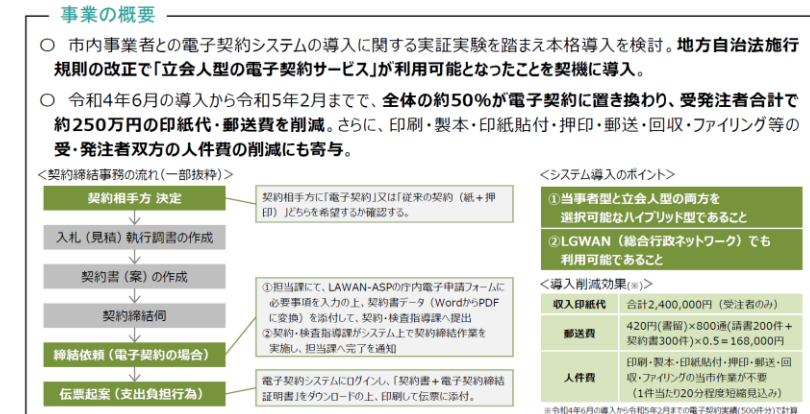 事業の概要
○ 市内事業者との電子契約システムの導入に関する実証実験を踏まえ本格導入を検討。地方自治法施行
規則の改正で「立会人型の電子契約サービス」が利用可能となったことを契機に導入。
○ 令和4年6月の導入から令和5年2月までで、全体の約50%が電子契約に置き換わり、受発注者合計で
約250万円の印紙代・郵送費を削減。さらに、印刷・製本・印紙貼付・押印・郵送・回収・ファイリング等の
受・発注者双方の人件費の削減にも寄与。
<契約締結事務の流れ(一部抜粋)>
契約相手方 決定
契約相手方に「電子契約」又は「従来の契約(紙+押
印)」どちらを希望するか確認する。
入札(見積)執行調書の作成
契約書(案)の作成
契約締結伺
締結依頼(電子契約の場合)
①担当課にて、LAWAN-ASPの庁内電子申請フォームに
必要事項を入力の上、契約書データ(WordからPDF
に変換)を添付して、契約・検査指導課へ提出
②契約・検査指導課がシステム上で契約締結作業を
実施し、担当課へ完了を通知
伝票起案(支出負担行為)
電子契約システムにログインし、「契約書+電子契約締結
証明書」をダウンロードの上、印刷して伝票に添付。
<システム導入のポイント>
①当事者型と立会人型の両方を
選択可能なハイブリッド型であること
②LGWAN(総合行政ネットワーク)でも
利用可能であること
<導入削減効果(※)>
収入印紙代 合計2,400,000円(受注者のみ)
郵送費 420円(書留)×800通(請書200件+
契約書300件)×0.5=168,000円
人件費 印刷・製本・印紙貼付・押印・郵送・回
収・ファイリングの当市作業が不要
(1件当たり20分程度短縮見込み)
※令和4年6月の導入から令和5年2月までの電子契約実績(500件分)で計算